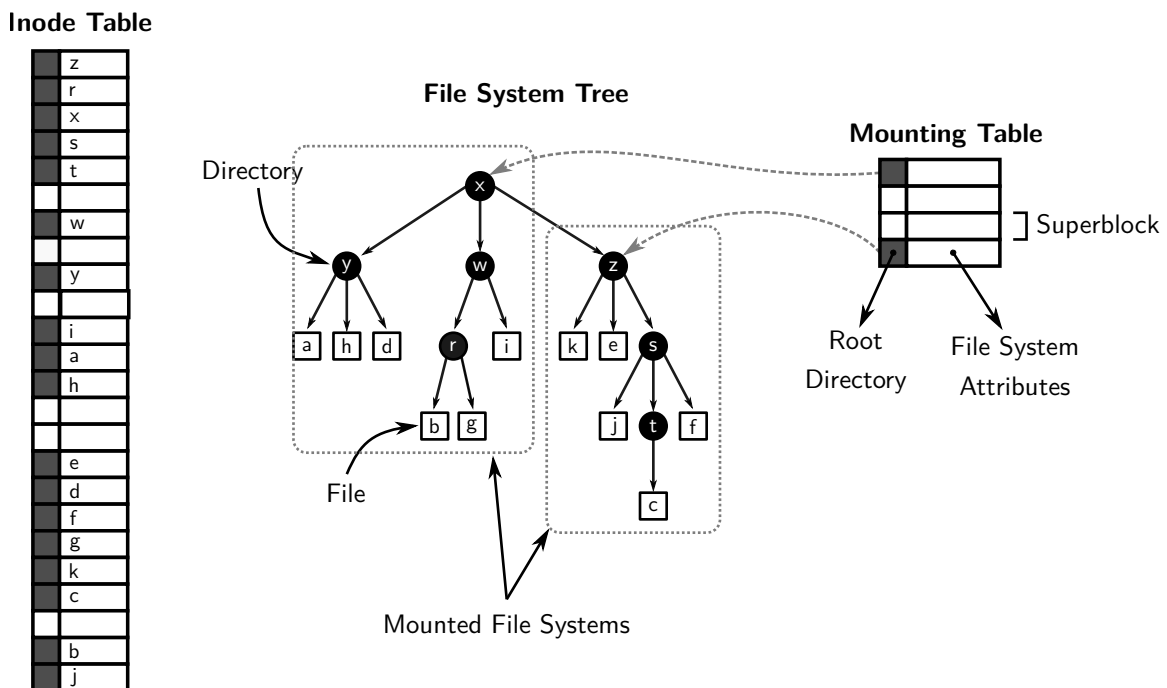 Inode Table
z
r
x
s
t
w
y
i
a
h
e
d
f
g
k
c
b
j
File System Tree
Directory
x
y
w
z
a
h
d
r
i
k
e
s
b
g
j
t
f
c
File
Mounted File Systems
Mounting Table
Superblock
Root
Directory
File System
Attributes